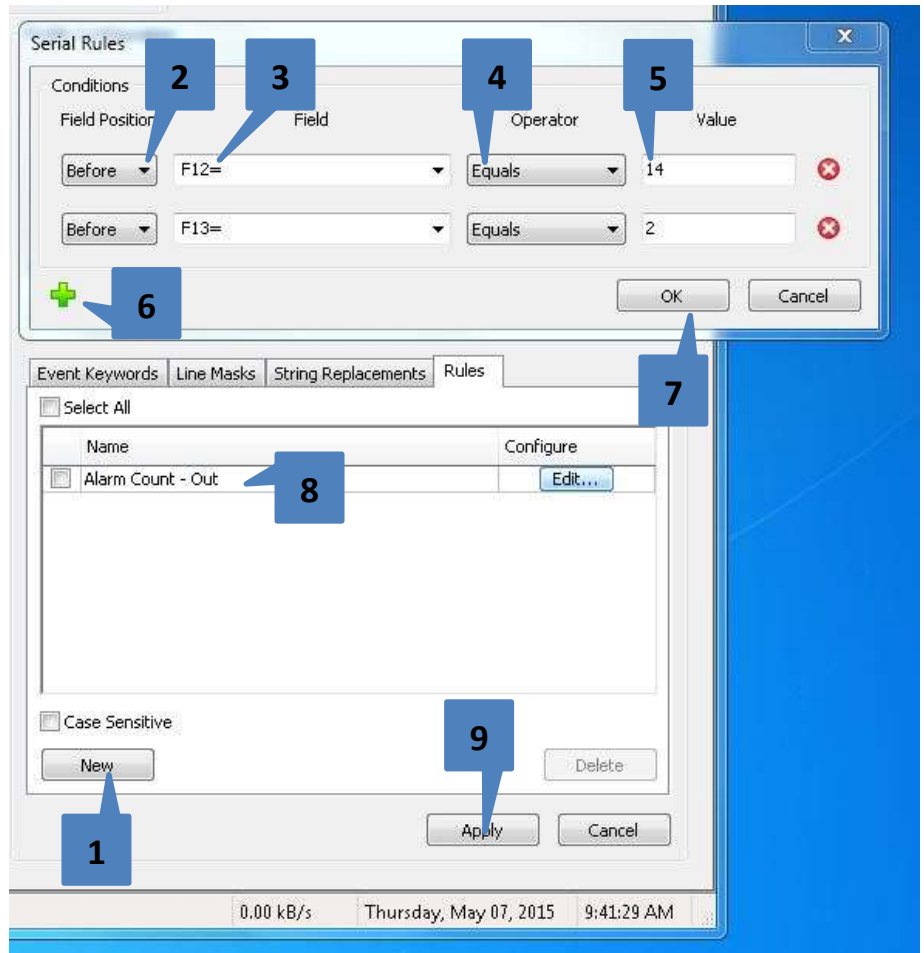 Serial Rules
X
Conditions
2 3 4 5
Field Position Field Operator Value
Before F12= Equals 14
Before F13= Equals 2
6
OK Cancel
7
Event Keywords Line Masks String Replacements Rules
Select All
Name Configure
Alarm Count - Out Edit...
8
Case Sensitive
9
New Delete
1
Apply Cancel
0.00 kB/s Thursday, May 07, 2015 9:41:29 AM